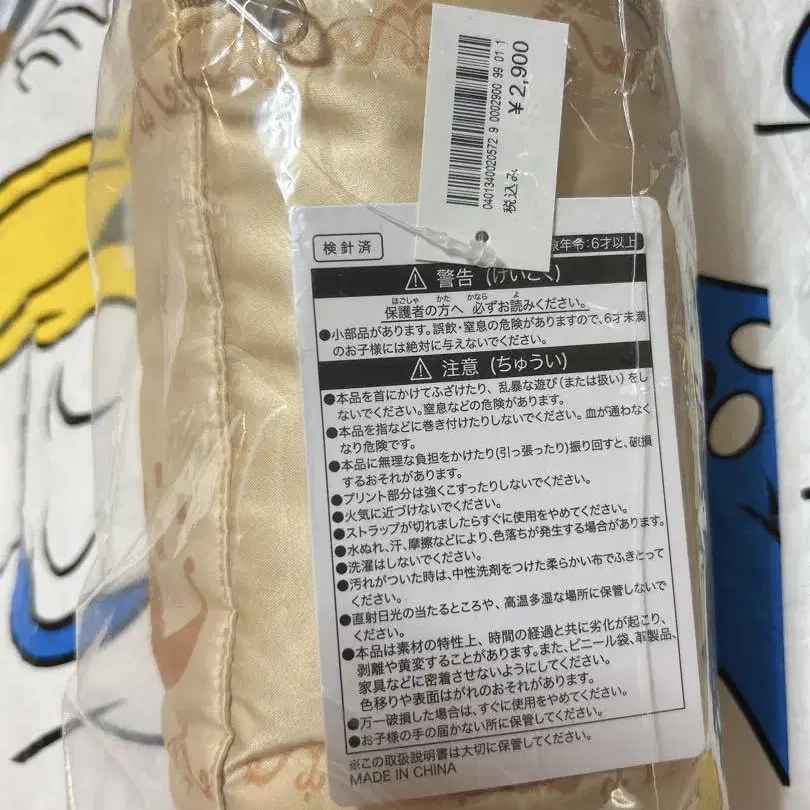 0401340020572 9 0002900 99 01 1
¥2,900
税込み
検針済
年令:6才以上
警告 (けいこく)
保護者の方へ 必ずお読みください。
●小部品があります。誤飲・窒息の危険がありますので、6才未満
のお子様には絶対に与えないでください。
注意 (ちゅうい)
●本品を首にかけてふざけたり、乱暴な遊び(または扱い)をし
ないでください。窒息などの危険があります。
●本品を指などに巻き付けたりしないでください。血が通わなく
なり危険です。
●本品に無理な負担をかけたり(引っ張ったり)振り回すと、破損
するおそれがあります。
●プリント部分は強くこすったりしないでください。
●火気に近づけないでください。
●ストラップが切れましたらすぐに使用をやめてください。
●水ぬれ、汗、摩擦などにより、色落ちが発生する場合があります。
●洗濯はしないでください。
●汚れがついた時は、中性洗剤をつけた柔らかい布でふきとって
ください。
●直射日光の当たるところや、高温多湿な場所に保管しないで
ください。
●本品は素材の特性上、時間の経過と共に劣化が起こり、
剥離や黄変することがあります。また、ビニール袋、革製品、
家具などに密着させないようにしてください。
色移りや表面はがれのおそれがあります。
●万一破損した場合は、すぐに使用をやめてください。
●お子様の手の届かない所に保管してください。
※この取扱説明書は大切に保管してください。
MADE IN CHINA